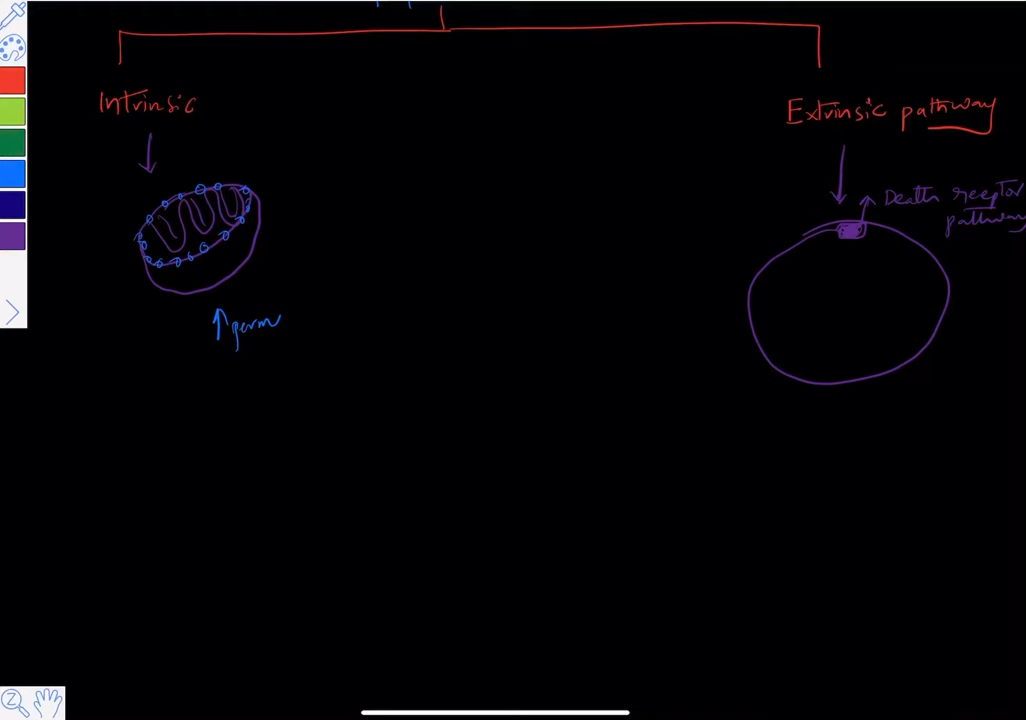 Intrinsic
Extrinsic pathway
Death receptor
pathway
↑ perm